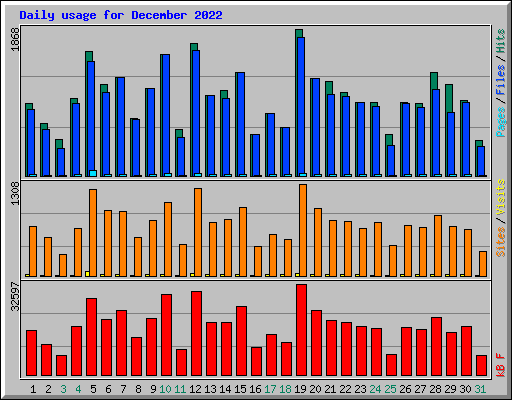 Daily usage for December 2022
1868
Pages / Files / Hits
1308
Sites / Visits
32597
kB F
1 2 3 4 5 6 7 8 9 10 11 12 13 14 15 16 17 18 19 20 21 22 23 24 25 26 27 28 29 30 31